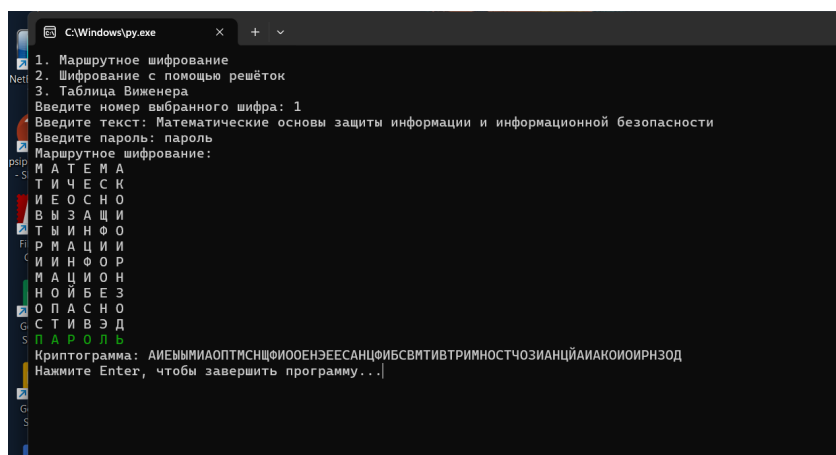 C:\Windows\py.exe
1. Маршрутное шифрование
2. Шифрование с помощью решёток
3. Таблица Виженера
Введите номер выбранного шифра: 1
Введите текст: Математические основы защиты информации и информационной безопасности
Введите пароль: пароль
Маршрутное шифрование:
М А Т Е М А
Т И Ч Е С К
И Е О С Н О
В Ы З А Щ И
Т Ы И Н Ф О
Р М А Ц И И
И И Н Ф О Р
М А Ц И О Н
Н О Й Б Е З
О П А С Н О
С Т И В Э Д
П А Р О Л Ь
Криптограмма: АИЕЫЫМИАОПТМСНЩФИООЕНЭЕЕСАНЦФИБСВМТИВТРИМНОСТЧОЗИАНЦЙАИАКОИОИРНЗОД
Нажмите Enter, чтобы завершить программу...